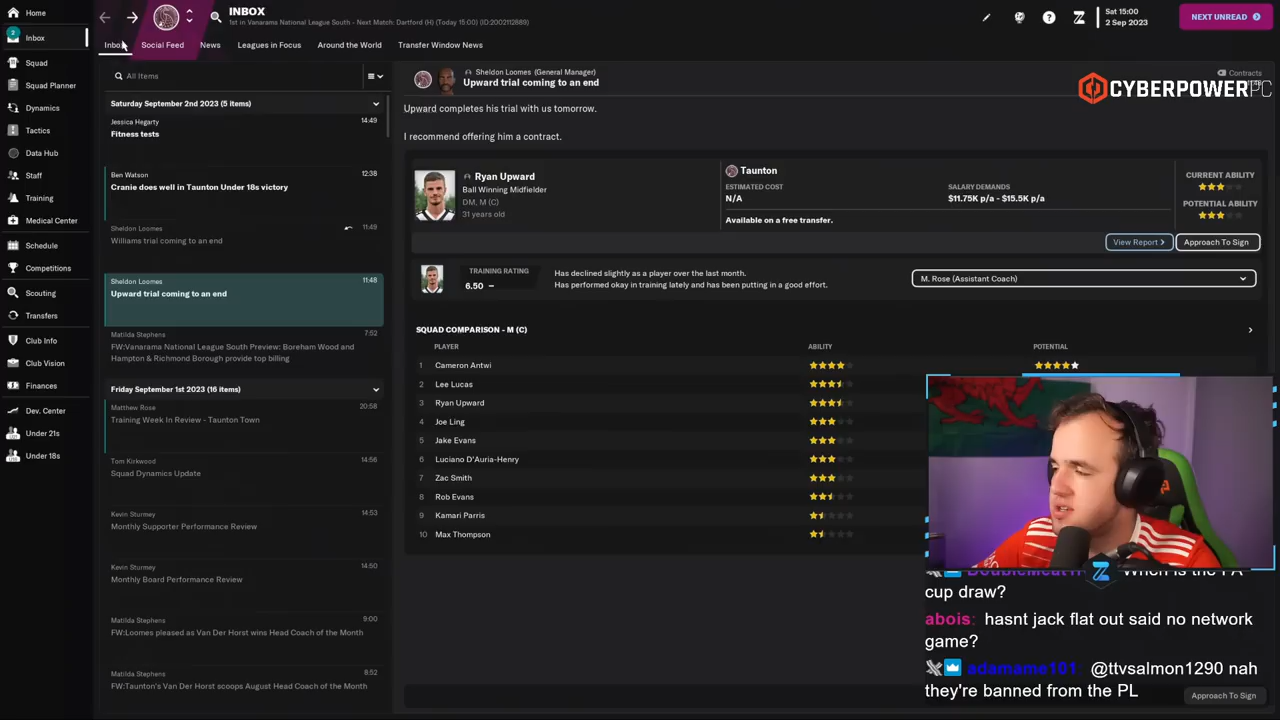 Home
Inbox
2
Squad
Squad Planner
Dynamics
Tactics
Data Hub
Staff
Training
Medical Center
Schedule
Competitions
Scouting
Transfers
Club Info
Club Vision
Finances
Dev. Center
Under 21s
Under 18s
INBOX
1st in Vanarama National League South - Next Match: Dartford (H) (Today 15:00) (ID:2002112889)
Sat 15:00
2 Sep 2023
NEXT UNREAD
Inbox
Social Feed
News
Leagues in Focus
Around the World
Transfer Window News
All Items
Saturday September 2nd 2023 (5 items)
Jessica Hegarty 14:49
Fitness tests
Ben Watson 12:38
Cranie does well in Taunton Under 18s victory
Sheldon Loomes 11:49
Williams trial coming to an end
Sheldon Loomes 11:48
Upward trial coming to an end
Matilda Stephens 7:52
FW:Vanarama National League South Preview: Boreham Wood and
Hampton & Richmond Borough provide top billing
Friday September 1st 2023 (16 items)
Matthew Rose 20:58
Training Week In Review - Taunton Town
Tom Kirkwood 14:56
Squad Dynamics Update
Kevin Sturmey 14:53
Monthly Supporter Performance Review
Kevin Sturmey 14:50
Monthly Board Performance Review
Matilda Stephens 9:00
FW:Loomes pleased as Van Der Horst wins Head Coach of the Month
Matilda Stephens 8:52
FW:Taunton's Van Der Horst scoops August Head Coach of the Month
Sheldon Loomes (General Manager)
Upward trial coming to an end
Contracts
CYBERPOWERPC
Upward completes his trial with us tomorrow.
I recommend offering him a contract.
Ryan Upward
Ball Winning Midfielder
DM, M (C)
31 years old
Taunton
ESTIMATED COST
N/A
SALARY DEMANDS
$11.75K p/a - $15.5K p/a
Available on a free transfer.
CURRENT ABILITY
POTENTIAL ABILITY
View Report
Approach To Sign
TRAINING RATING
6.50 –
Has declined slightly as a player over the last month.
Has performed okay in training lately and has been putting in a good effort.
M. Rose (Assistant Coach)
SQUAD COMPARISON - M (C)
PLAYER ABILITY POTENTIAL
1 Cameron Antwi
2 Lee Lucas
3 Ryan Upward
4 Joe Ling
5 Jake Evans
6 Luciano D'Auria-Henry
7 Zac Smith
8 Rob Evans
9 Kamari Parris
10 Max Thompson
When is the FA
cup draw?
abois: hasnt jack flat out said no network
game?
adamame101 @ttvsalmon1290 nah
they're banned from the PL
Approach To Sign